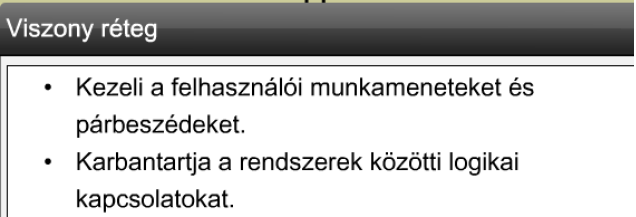 Viszony réteg
• Kezeli a felhasználói munkameneteket és
párbeszédeket.
• Karbantartja a rendszerek közötti logikai
kapcsolatokat.